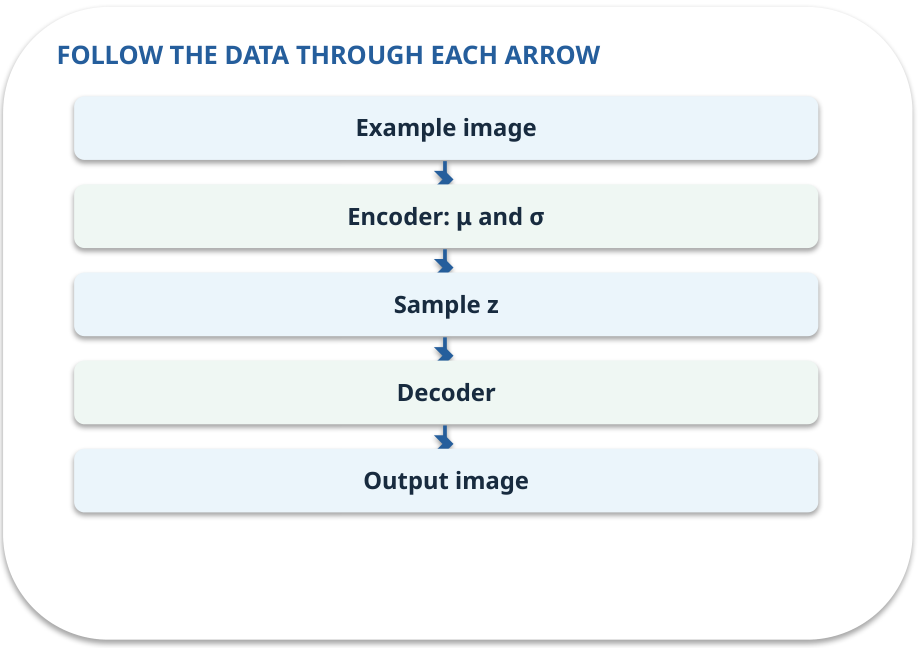 FOLLOW THE DATA THROUGH EACH ARROW
Example image
Encoder: μ and σ
Sample z
Decoder
Output image